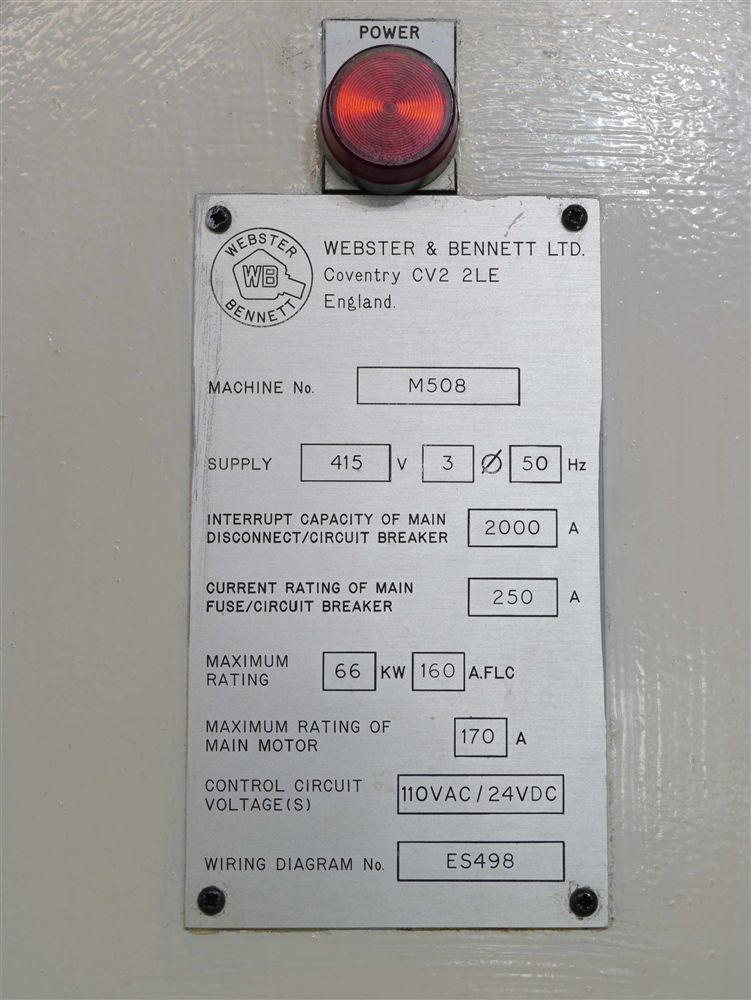 POWER
WEBSTER
WB
BENNETT
WEBSTER & BENNETT LTD.
Coventry CV2 2LE
England.
MACHINE No. M508
SUPPLY 415 V 3 Ø 50 Hz
INTERRUPT CAPACITY OF MAIN
DISCONNECT/CIRCUIT BREAKER 2000 A
CURRENT RATING OF MAIN
FUSE/CIRCUIT BREAKER 250 A
MAXIMUM
RATING 66 KW 160 A.FLC
MAXIMUM RATING OF
MAIN MOTOR 170 A
CONTROL CIRCUIT
VOLTAGE(S) 110VAC/24VDC
WIRING DIAGRAM No. ES498